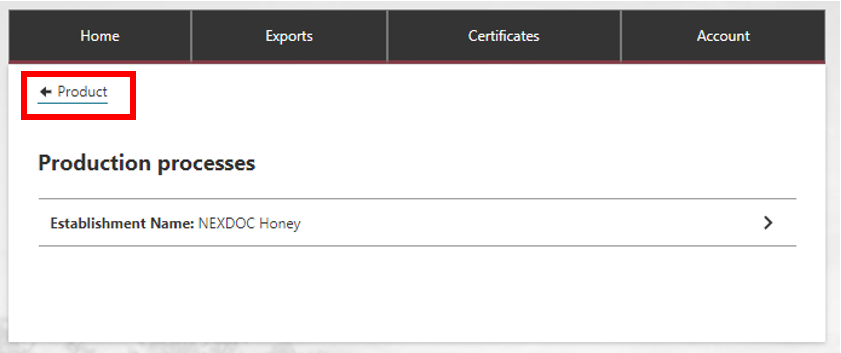 Home Exports Certificates Account
Product
Production processes
Establishment Name: NEXDOC Honey